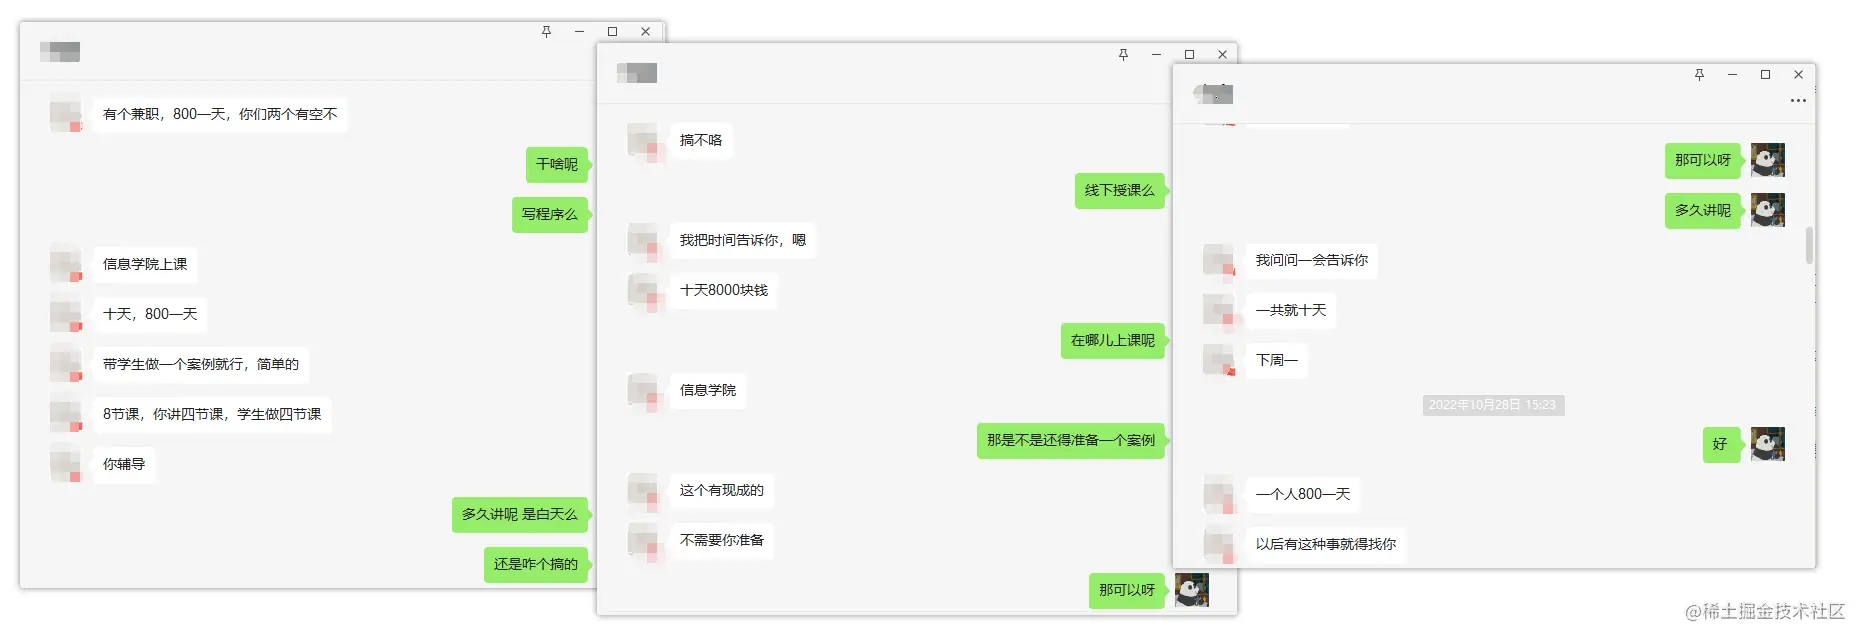 有个兼职，800一天，你们两个有空不
干啥呢
写程序么
信息学院上课
十天，800一天
带学生做一个案例就行，简单的
8节课，你讲四节课，学生做四节课
你辅导
多久讲呢 是白天么
还是咋个搞的
搞不咯
线下授课么
我把时间告诉你，嗯
十天8000块钱
在哪儿上课呢
信息学院
那是不是还得准备一个案例
这个有现成的
不需要你准备
那可以呀
那可以呀
多久讲呢
我问问一会告诉你
一共就十天
下周一
2022年10月28日 15:23
好
一个人800一天
以后有这种事就得找你
@稀土掘金技术社区